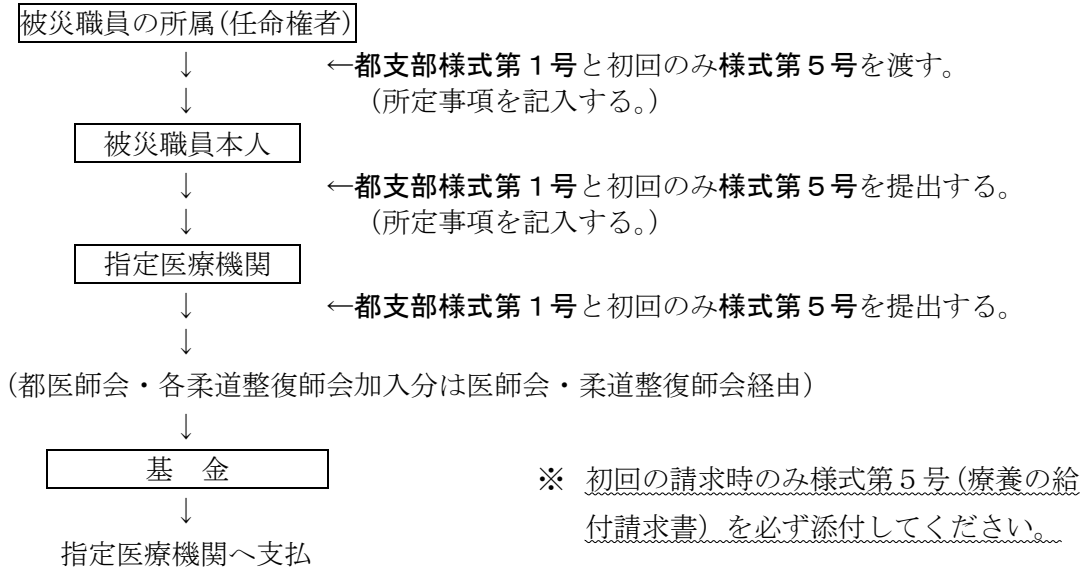 被災職員の所属(任命権者)
↓ ←都支部様式第1号と初回のみ様式第5号を渡す。
↓ (所定事項を記入する。)
被災職員本人
↓ ←都支部様式第1号と初回のみ様式第5号を提出する。
↓ (所定事項を記入する。)
指定医療機関
↓ ←都支部様式第1号と初回のみ様式第5号を提出する。
↓
(都医師会・各柔道整復師会加入分は医師会・柔道整復師会経由)
↓
基 金
↓
指定医療機関へ支払
※ 初回の請求時のみ様式第5号(療養の給
付請求書)を必ず添付してください。